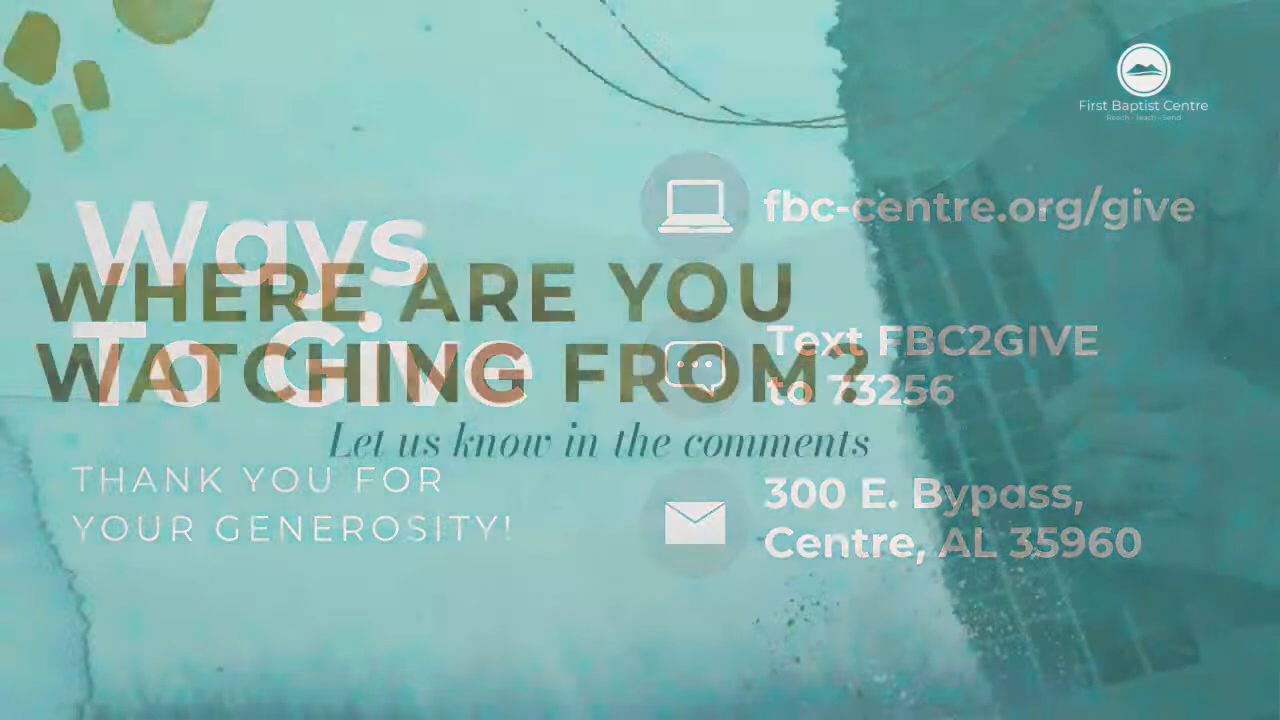 First Baptist Centre
Reach - Teach - Send
Ways
To Give
THANK YOU FOR
YOUR GENEROSITY!
WHERE ARE YOU
WATCHING FROM?
Let us know in the comments
fbc-centre.org/give
Text FBC2GIVE
to 73256
300 E. Bypass,
Centre, AL 35960